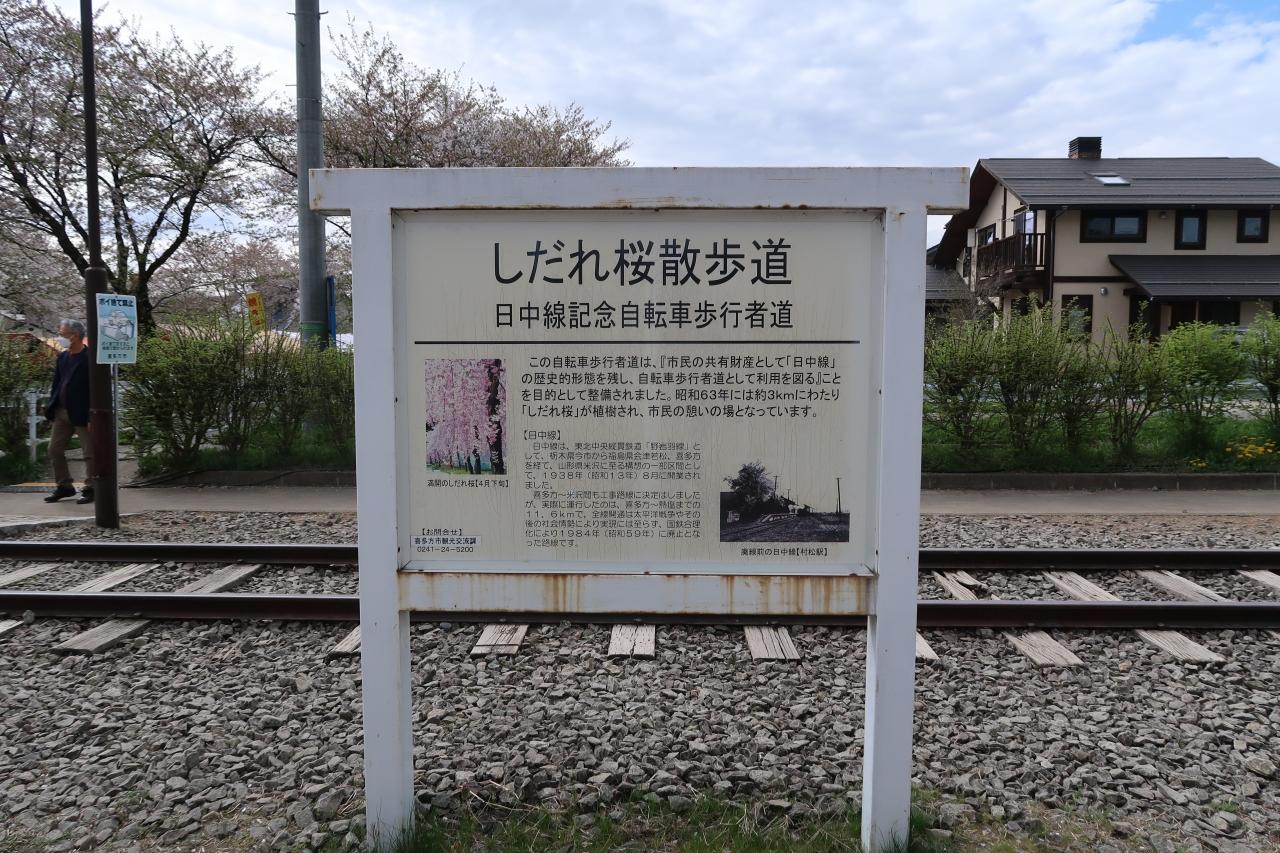 しだれ桜散歩道
日中線記念自転車歩行者道
この自転車歩行者道は、『市民の共有財産として「日中線」
の歴史的形態を残し、自転車歩行者道として利用を図る』こと
を目的として整備されました。昭和63年には約3kmにわたり
「しだれ桜」が植樹され、市民の憩いの場となっています。
満開のしだれ桜【4月下旬】
【日中線】
日中線は、東北中央縦貫鉄道「野岩羽線」と
して、栃木県今市から福島県会津若松、喜多方
を経て、山形県米沢に至る構想の一部区間とし
て、1938年(昭和13年)8月に開業され
ました。
喜多方～米沢間も工事路線に決定はしました
が、実際に運行したのは、喜多方～熱塩までの
11.6kmで、全線開通は太平洋戦争やその
後の社会情勢により実現には至らず、国鉄合理
化により1984年(昭和59年)に廃止とな
った路線です。
廃線前の日中線【村松駅】
【お問合せ】
喜多方市観光交流課
0241-24-5200
ポイ捨て禁止